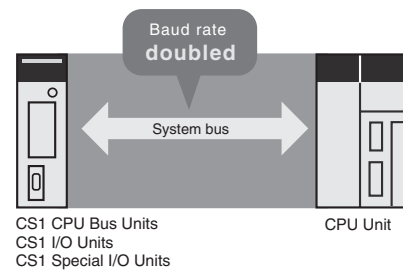 Baud rate
doubled
System bus
CS1 CPU Bus Units
CS1 I/O Units
CS1 Special I/O Units
CPU Unit